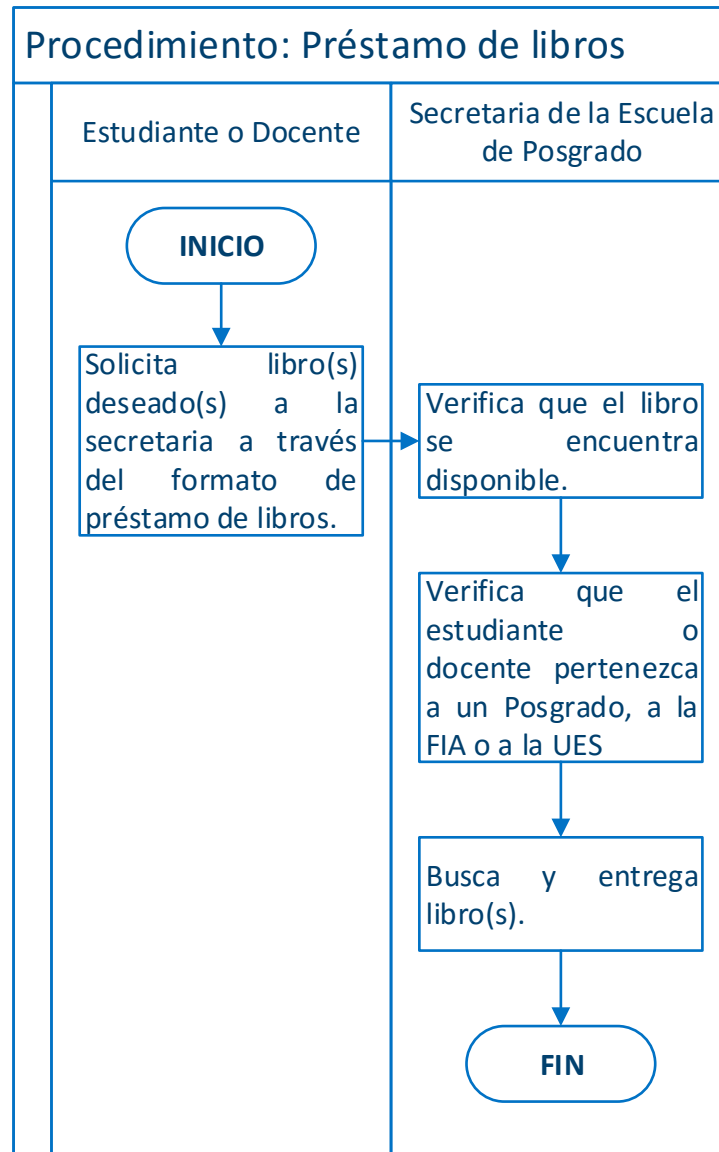 Procedimiento: Préstamo de libros
Estudiante o Docente
Secretaria de la Escuela
de Posgrado
INICIO
Solicita libro(s)
deseado(s) a la
secretaria a través
del formato de
préstamo de libros.
Verifica que el libro
se encuentra
disponible.
Verifica que el
estudiante o
docente pertenezca
a un Posgrado, a la
FIA o a la UES
Busca y entrega
libro(s).
FIN